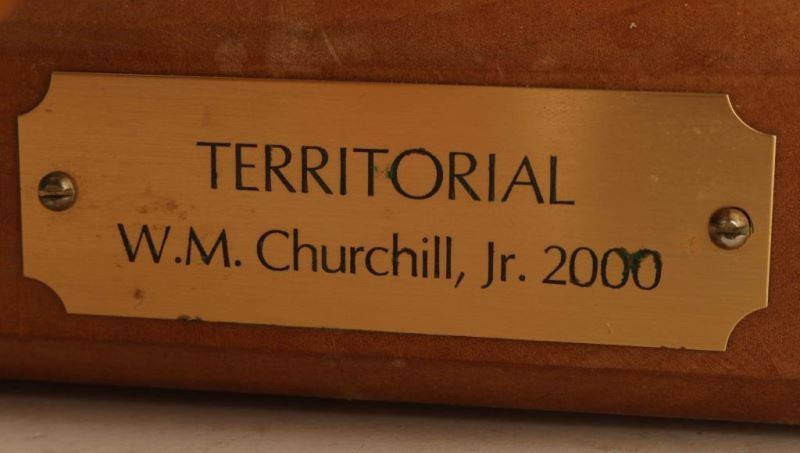 TERRITORIAL
W.M. Churchill, Jr. 2000